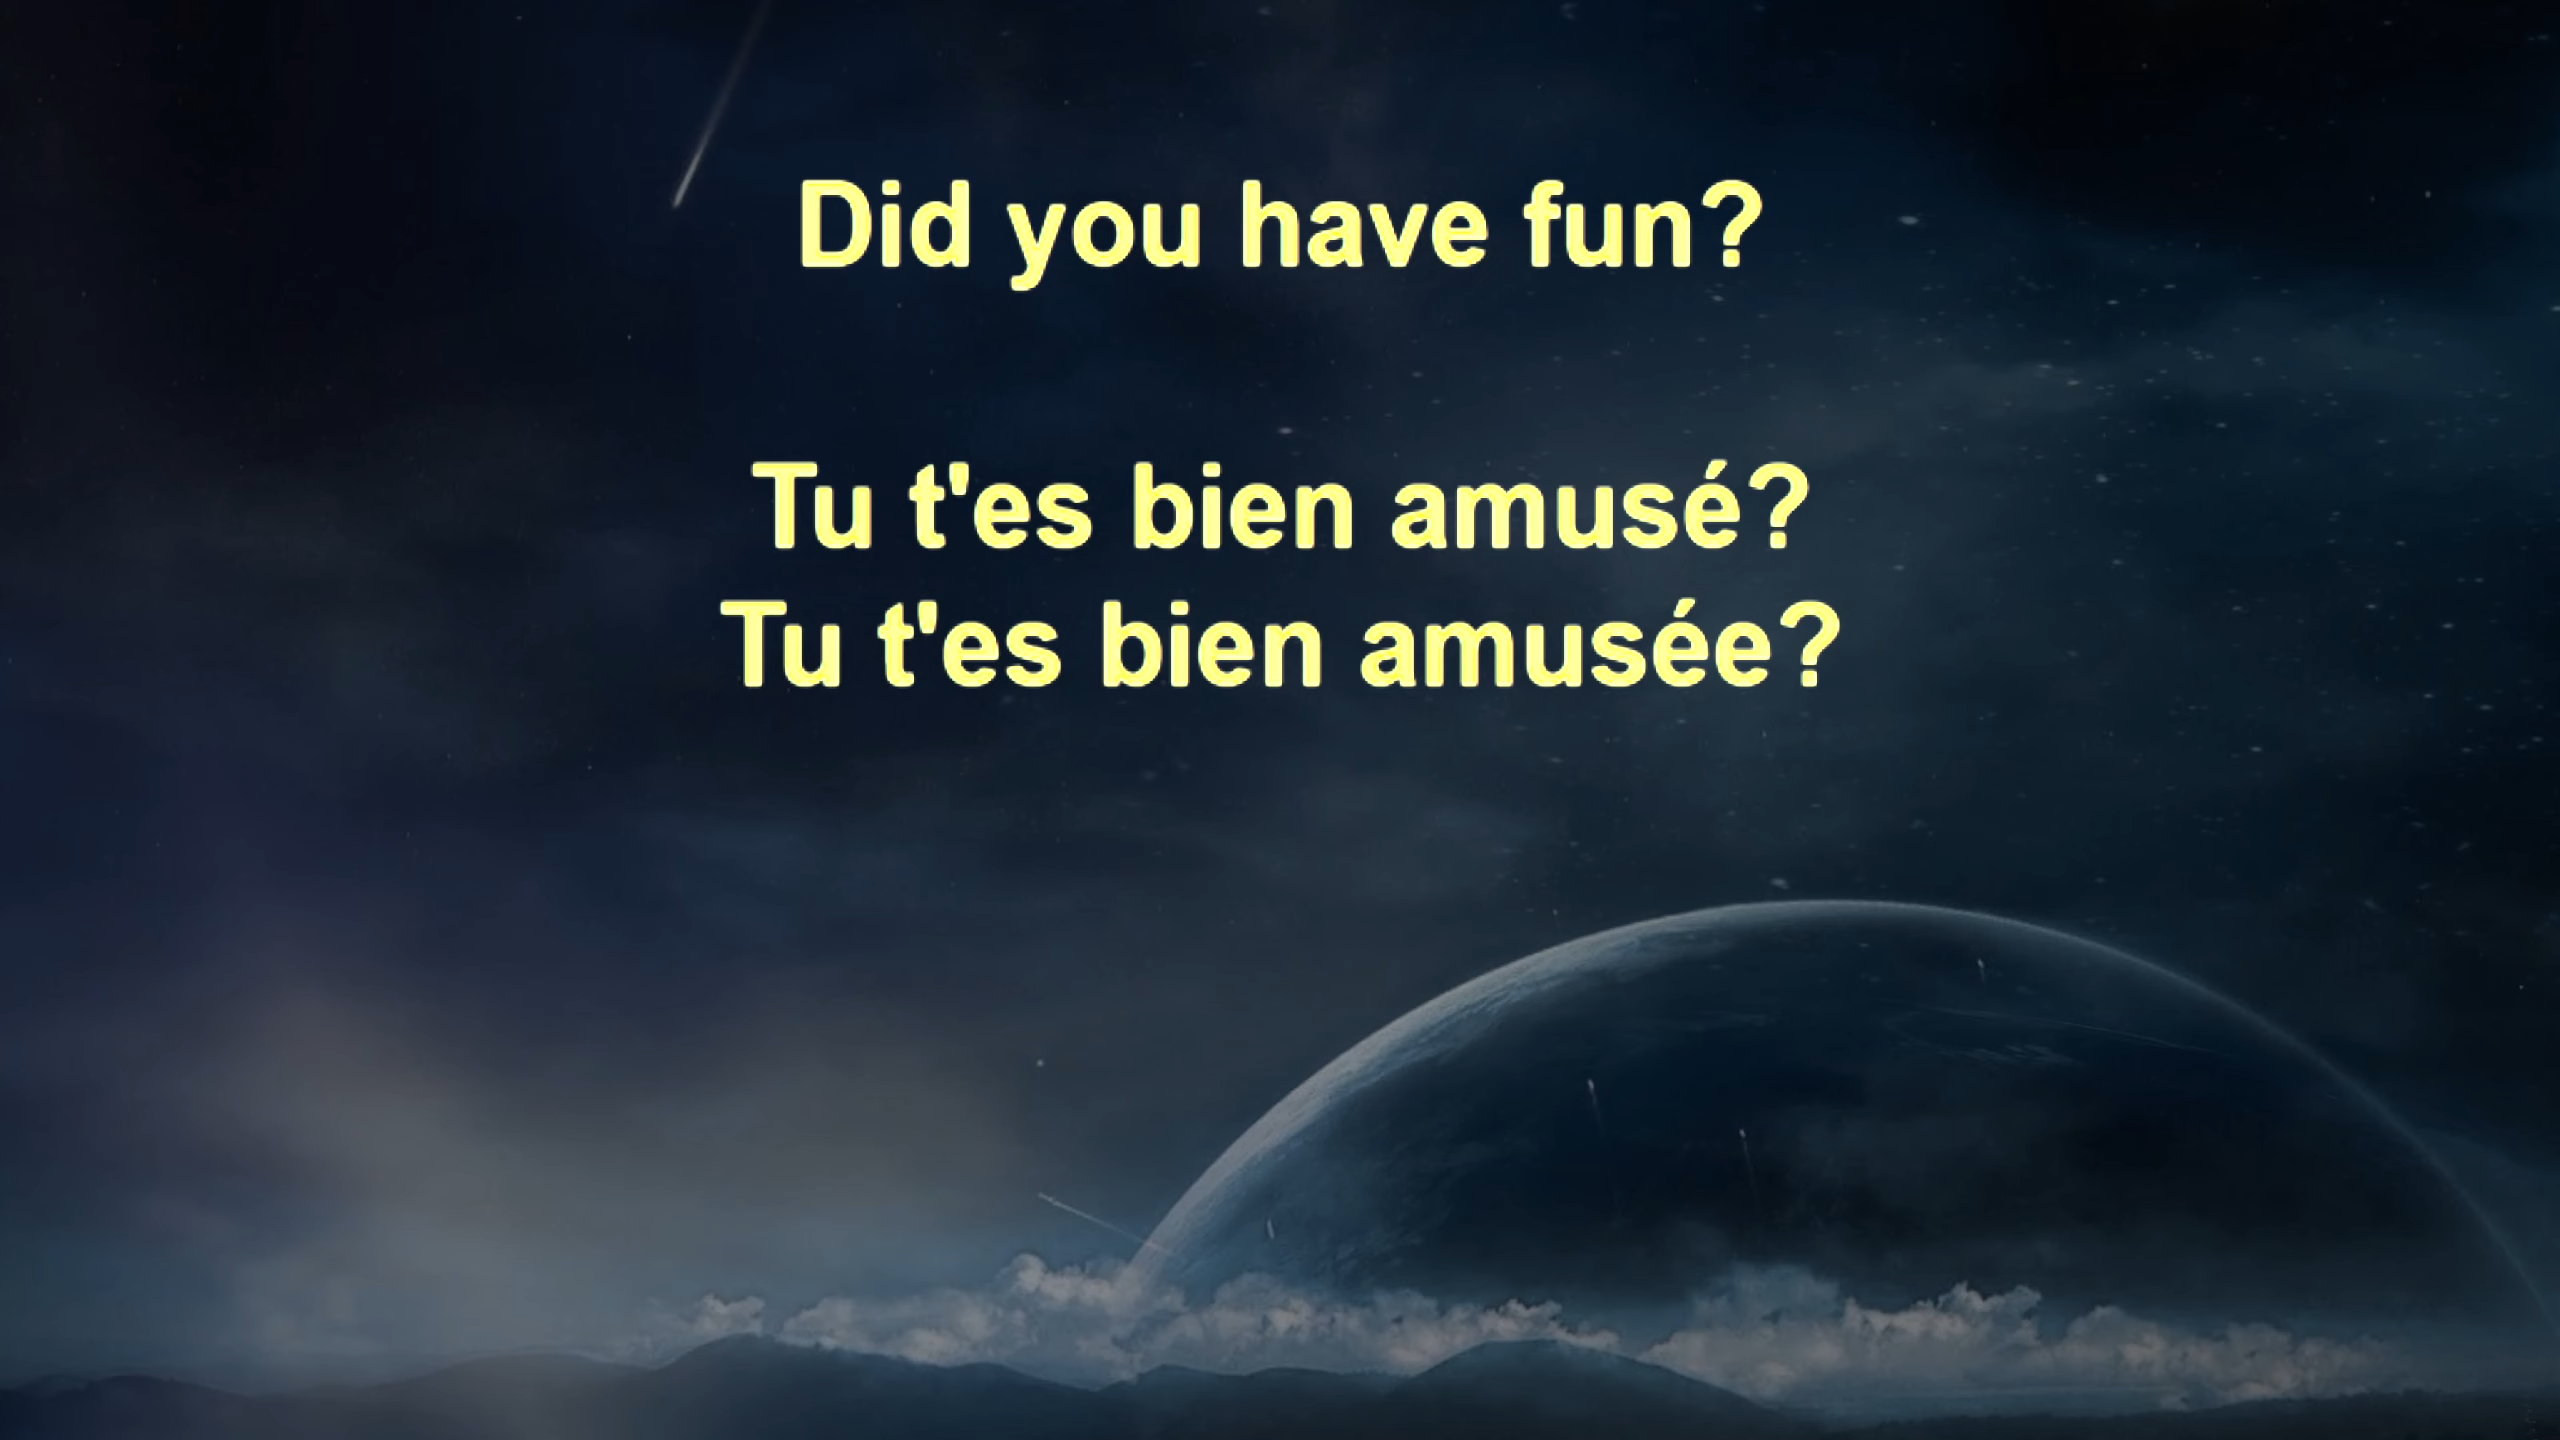 Did you have fun?
Tu t'es bien amusé?
Tu t'es bien amusée?